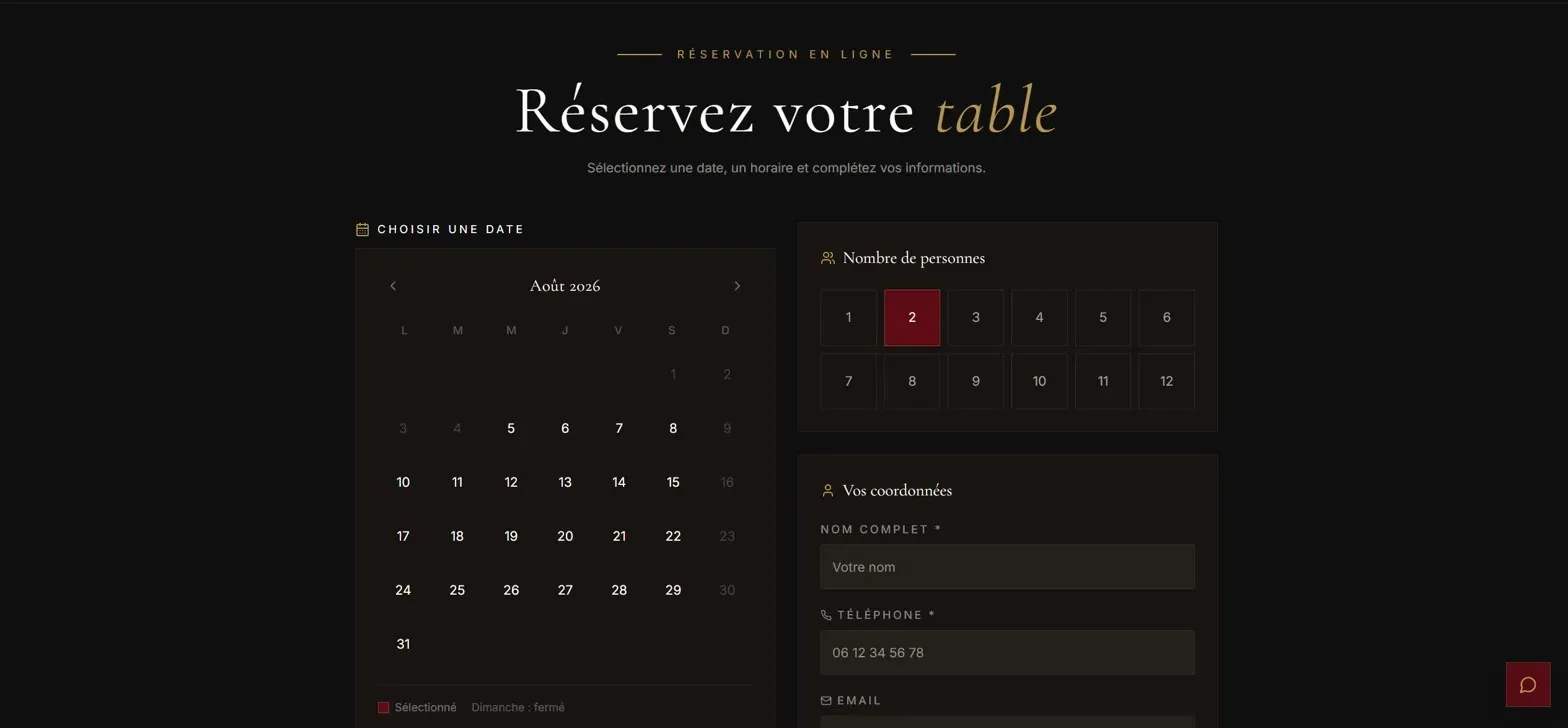 RÉSERVATION EN LIGNE
Réservez votre table
Sélectionnez une date, un horaire et complétez vos informations.
CHOISIR UNE DATE
Août 2026
L M M J V S D
1 2
3 4 5 6 7 8 9
10 11 12 13 14 15 16
17 18 19 20 21 22 23
24 25 26 27 28 29 30
31
Sélectionné Dimanche : fermé
Nombre de personnes
1 2 3 4 5 6
7 8 9 10 11 12
Vos coordonnées
NOM COMPLET *
Votre nom
TÉLÉPHONE *
06 12 34 56 78
EMAIL